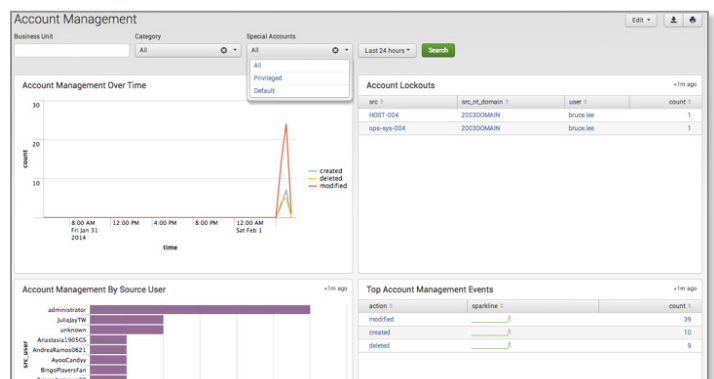 Account Management
Edit
Business Unit
Category
Special Accounts
All
All
Last 24 hours
Search
All
Privileged
Default
Account Management Over Time
30
20
10
count
created
deleted
modified
8:00 AM
Fri Jan 31
2014
12:00 PM
4:00 PM
8:00 PM
12:00 AM
Sat Feb 1
time
Account Lockouts
<1m ago
src
src_nt_domain
user
count
HOST-004
2003DOMAIN
bruce.lee
1
ops-sys-004
2003DOMAIN
bruce.lee
1
Account Management By Source User
<1m ago
src_user
administrator
JuliaJayTW
unknown
Anastasia1905GS
AndreaRamos0621
AyooCandyy
BingoPlayersFan
Top Account Management Events
<1m ago
action
sparkline
count
modified
39
created
10
deleted
9